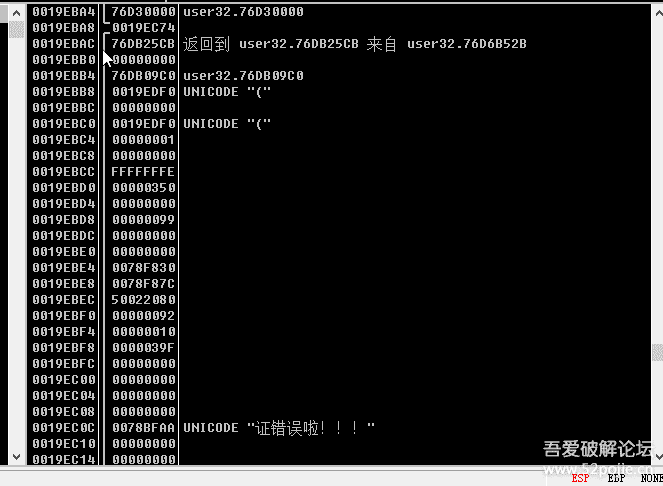 0019EBA4 76D30000 user32.76D30000
0019EBA8 0019EC74
0019EBAC 76DB25CB 返回到 user32.76DB25CB 来自 user32.76D6B52B
0019EBB0 00000000
0019EBB4 76DB09C0 user32.76DB09C0
0019EBB8 0019EDF0 UNICODE "("
0019EBBC 00000000
0019EBC0 0019EDF0 UNICODE "("
0019EBC4 00000001
0019EBC8 00000000
0019EBCC FFFFFFFE
0019EBD0 00000350
0019EBD4 00000000
0019EBD8 00000099
0019EBDC 00000000
0019EBE0 00000000
0019EBE4 0078F830
0019EBE8 0078F87C
0019EBEC 50022080
0019EBF0 00000092
0019EBF4 00000010
0019EBF8 0000039F
0019EBFC 00000000
0019EC00 00000000
0019EC04 00000000
0019EC08 00000000
0019EC0C 0078BFAA UNICODE "证错误啦！！！"
0019EC10 00000000
0019EC14 00000000
吾爱破解论坛
www.52pojie.cn
ESP EBP NONE